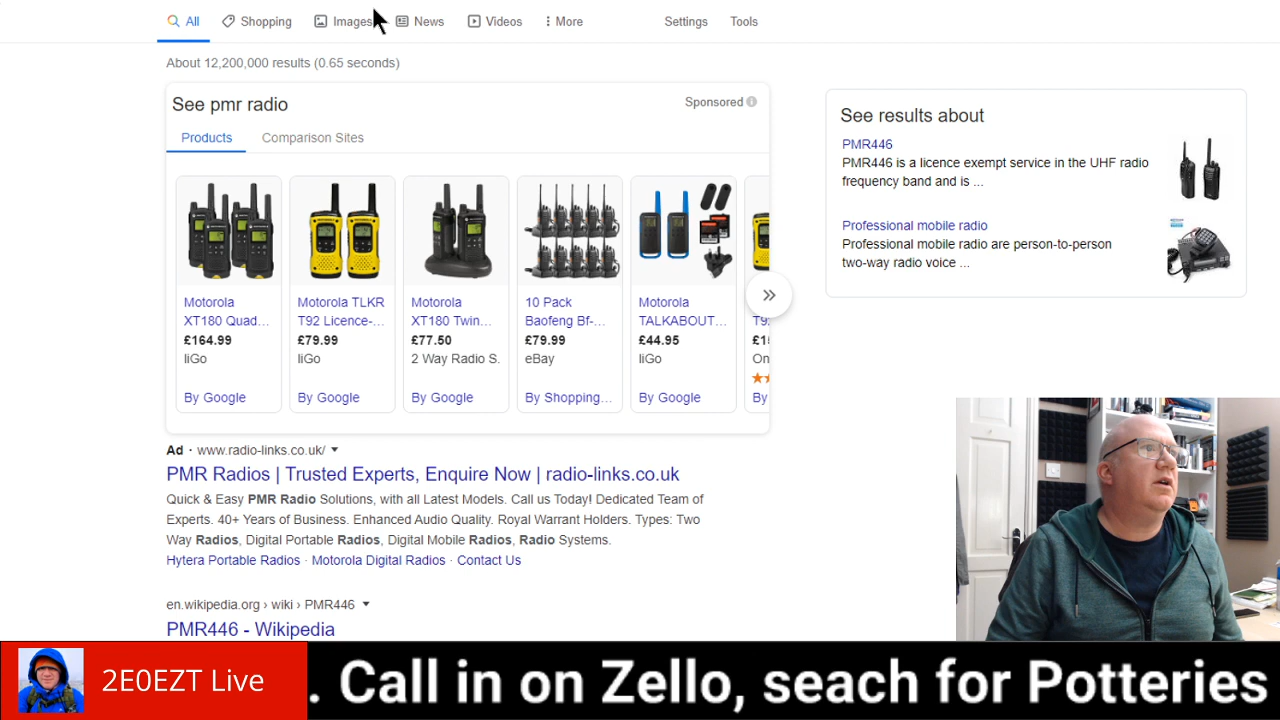 All
Shopping
Images
News
Videos
More
Settings
Tools
About 12,200,000 results (0.65 seconds)
See pmr radio
Sponsored
Products
Comparison Sites
Motorola
XT180 Quad...
£164.99
liGo
By Google
Motorola TLKR
T92 Licence-...
£79.99
liGo
By Google
Motorola
XT180 Twin...
£77.50
2 Way Radio S.
By Google
10 Pack
Baofeng Bf-...
£79.99
eBay
By Shopping...
Motorola
TALKABOUT...
£44.95
liGo
By Google
On
By
See results about
PMR446
PMR446 is a licence exempt service in the UHF radio
frequency band and is ...
Professional mobile radio
Professional mobile radio are person-to-person
two-way radio voice ...
Ad · www.radio-links.co.uk/
PMR Radios | Trusted Experts, Enquire Now | radio-links.co.uk
Quick & Easy PMR Radio Solutions, with all Latest Models. Call us Today! Dedicated Team of
Experts. 40+ Years of Business. Enhanced Audio Quality. Royal Warrant Holders. Types: Two
Way Radios, Digital Portable Radios, Digital Mobile Radios, Radio Systems.
Hytera Portable Radios · Motorola Digital Radios · Contact Us
en.wikipedia.org › wiki › PMR446
PMR446 - Wikipedia
2E0EZT Live
. Call in on Zello, seach for Potteries